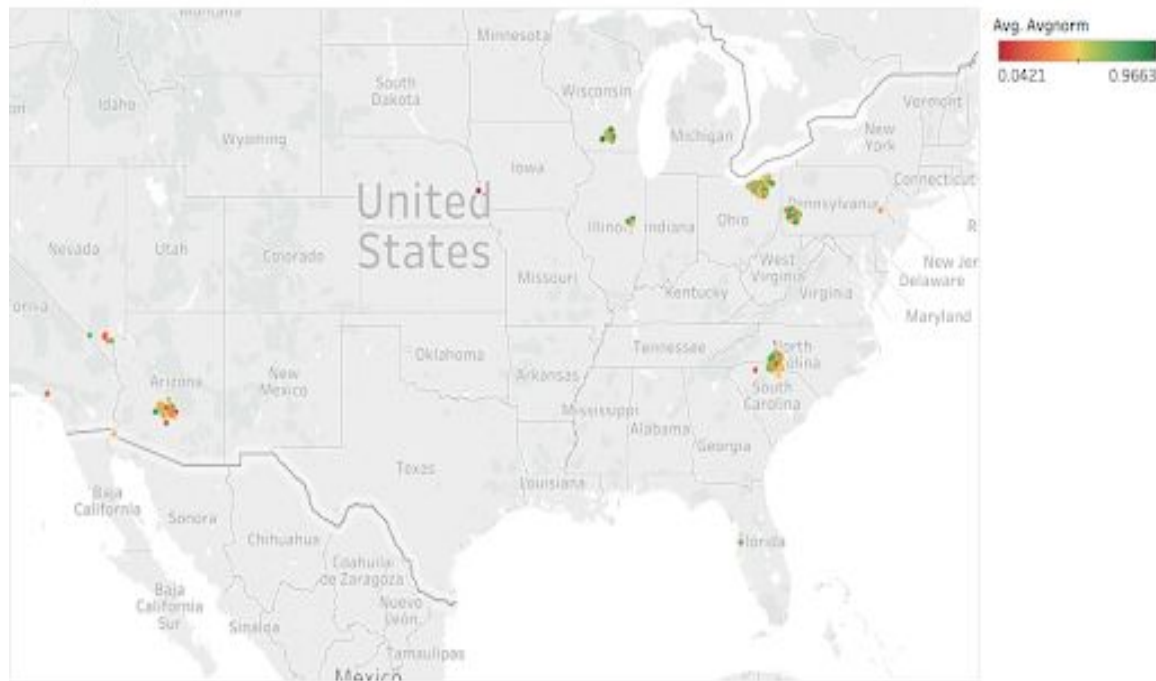 Avg. Avgnorm
0.0421 0.9663
Montana
Minnesota
Idaho
South
Dakota
Wisconsin
Vermont
Wyoming
Michigan
New
York
Iowa
Connecticut
United
States
Pennsylvania
Nevada
Utah
Colorado
Illinois
Indiana
Ohio
R
Missouri
West
Virginia
New Jer
Delaware
Kentucky
Virginia
Maryland
ornia
Oklahoma
Tennessee
North
Carolina
Arizona
New
Mexico
Arkansas
South
Carolina
Mississippi
Alabama
Georgia
Texas
Louisiana
Baja
California
Sonora
Chihuahua
Florida
Coahuila
de Zaragoza
Baja
California
Sur
Nuevo
León
Sinaloa
Tamaulipas
Mexico